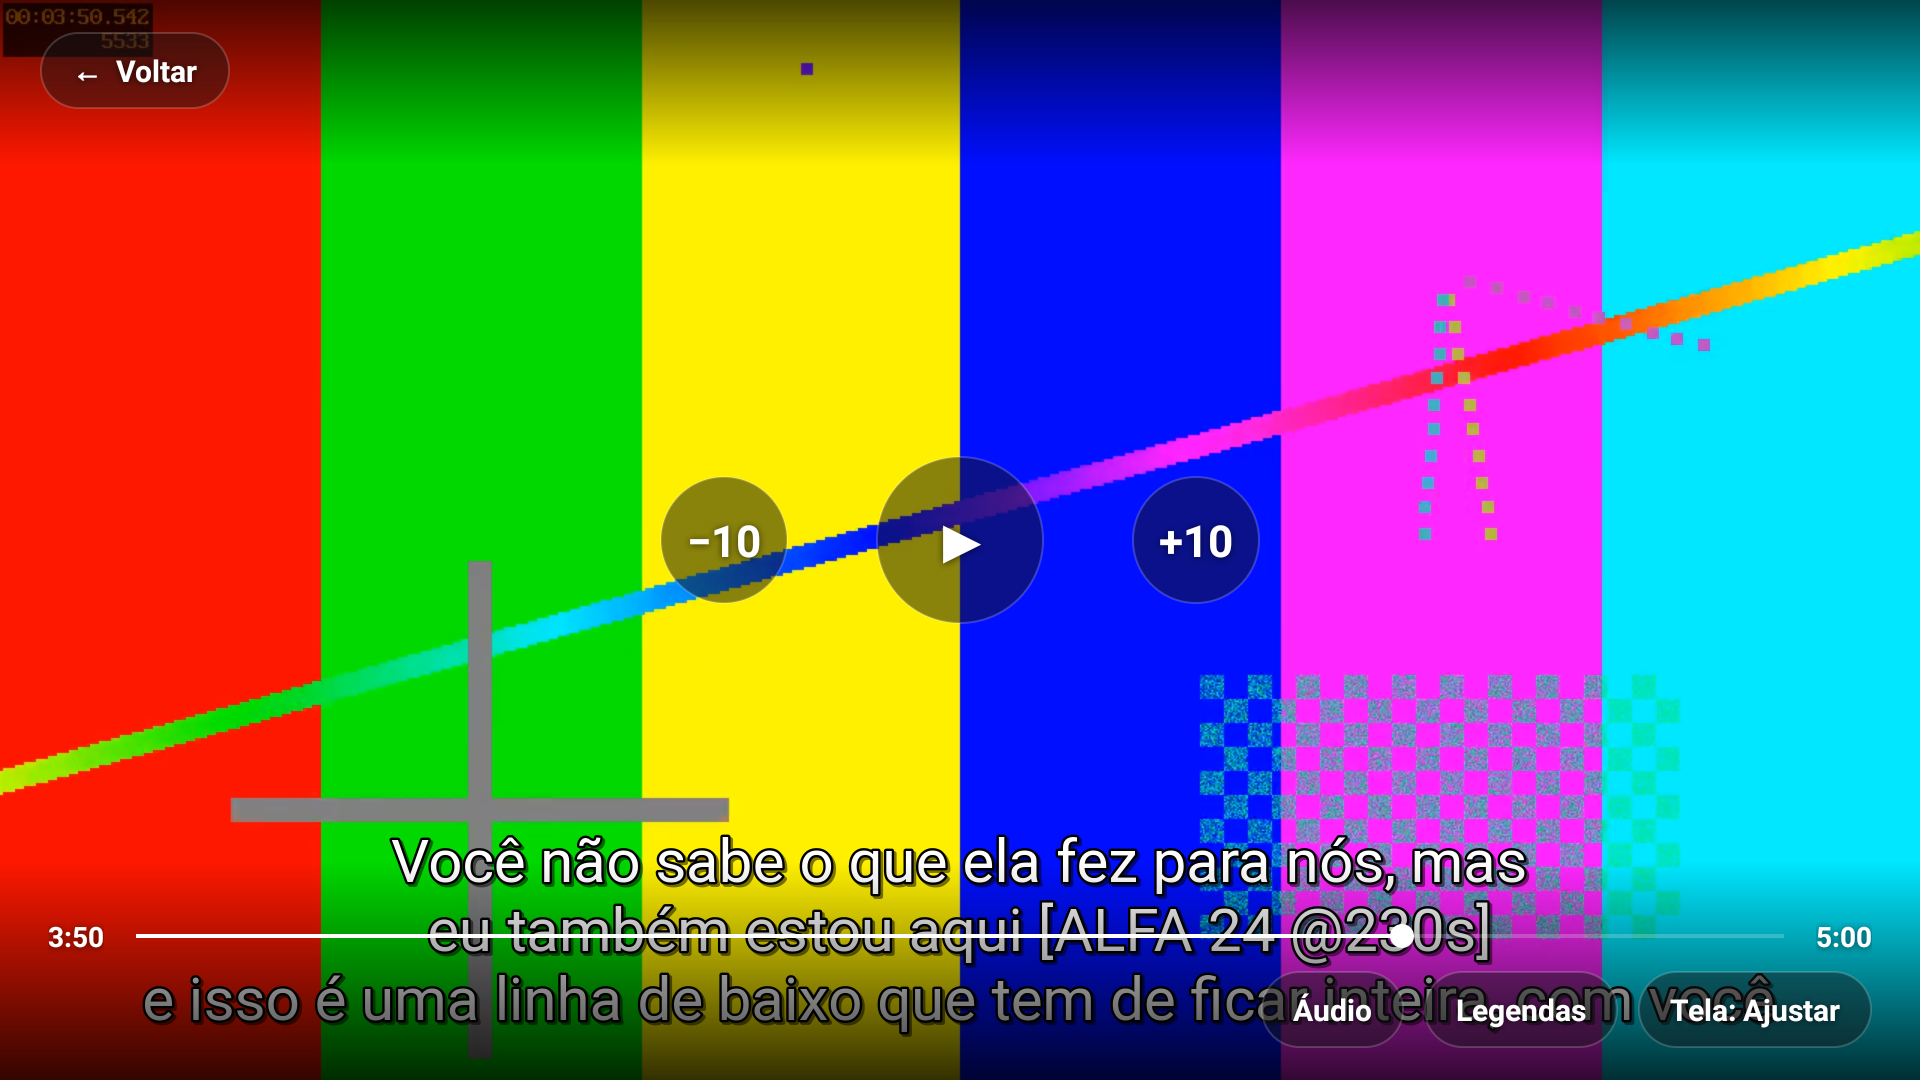 00:03:50.542
5533
← Voltar
−10
+10
Você não sabe o que ela fez para nós, mas
eu também estou aqui [ALFA 24 @230s]
3:50
5:00
e isso é uma linha de baixo que tem de ficar inteira, com você
Áudio
Legendas
Tela: Ajustar